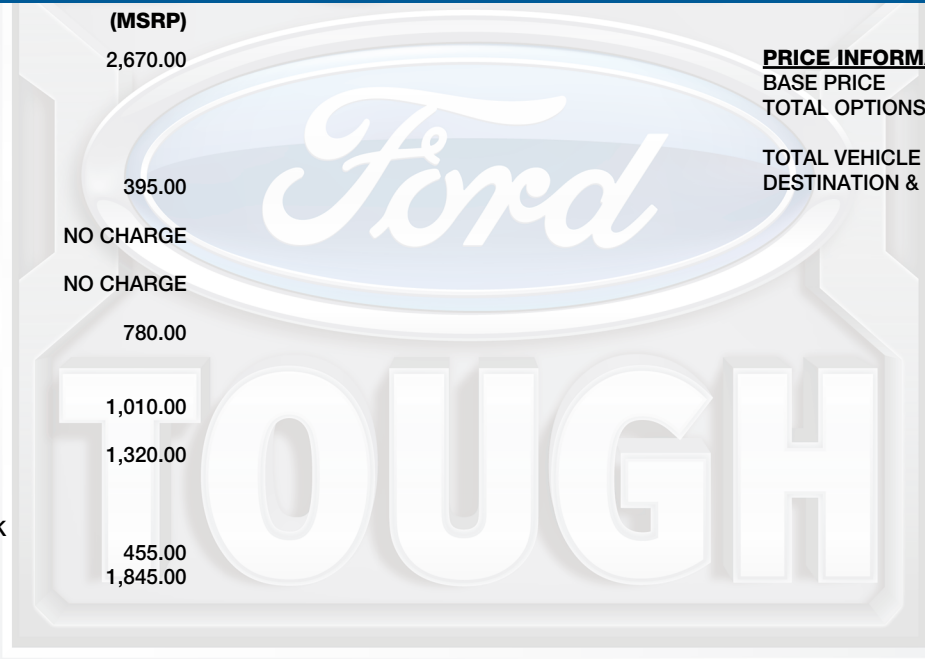 (MSRP)
2,670.00
395.00
NO CHARGE
NO CHARGE
780.00
1,010.00
1,320.00
K
455.00
1,845.00
PRICE INFORMA
BASE PRICE
TOTAL OPTIONS
TOTAL VEHICLE
DESTINATION &
Ford
TOUGH